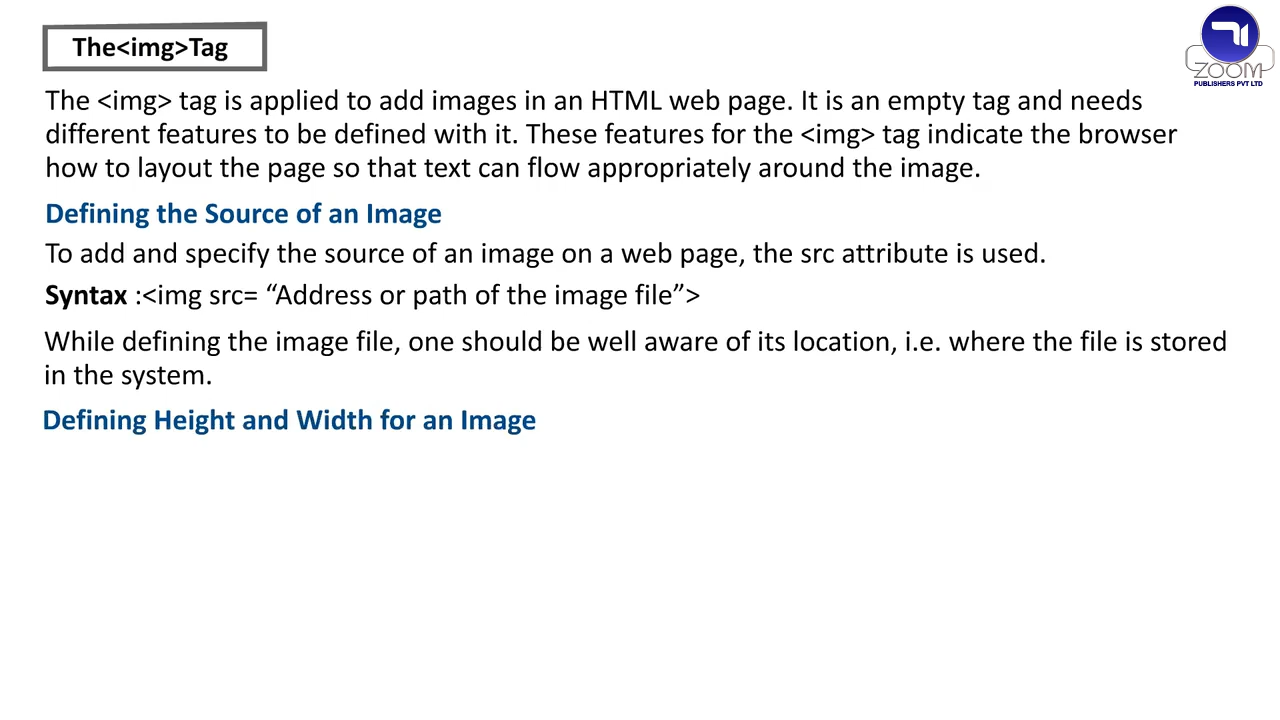 The<img>Tag
ZOOM
PUBLISHERS PVT LTD
The <img> tag is applied to add images in an HTML web page. It is an empty tag and needs
different features to be defined with it. These features for the <img> tag indicate the browser
how to layout the page so that text can flow appropriately around the image.
Defining the Source of an Image
To add and specify the source of an image on a web page, the src attribute is used.
Syntax :<img src= “Address or path of the image file”>
While defining the image file, one should be well aware of its location, i.e. where the file is stored
in the system.
Defining Height and Width for an Image